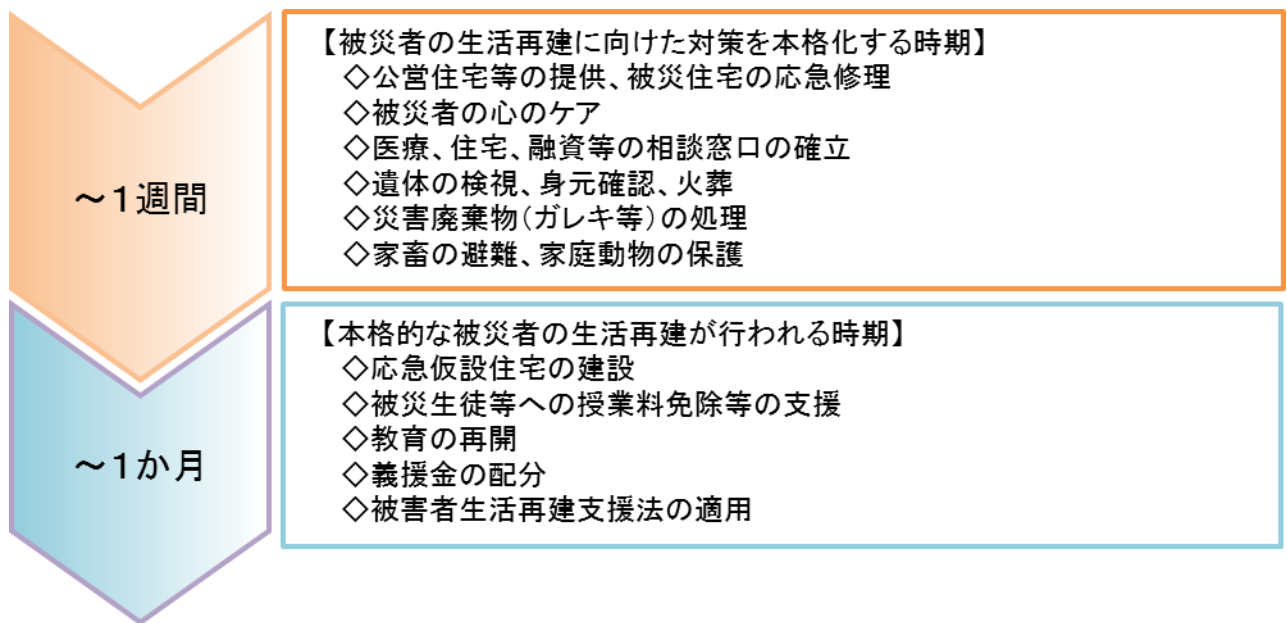 ～１週間
【被災者の生活再建に向けた対策を本格化する時期】
◇公営住宅等の提供、被災住宅の応急修理
◇被災者の心のケア
◇医療、住宅、融資等の相談窓口の確立
◇遺体の検視、身元確認、火葬
◇災害廃棄物（ガレキ等）の処理
◇家畜の避難、家庭動物の保護
～１か月
【本格的な被災者の生活再建が行われる時期】
◇応急仮設住宅の建設
◇被災生徒等への授業料免除等の支援
◇教育の再開
◇義援金の配分
◇被害者生活再建支援法の適用